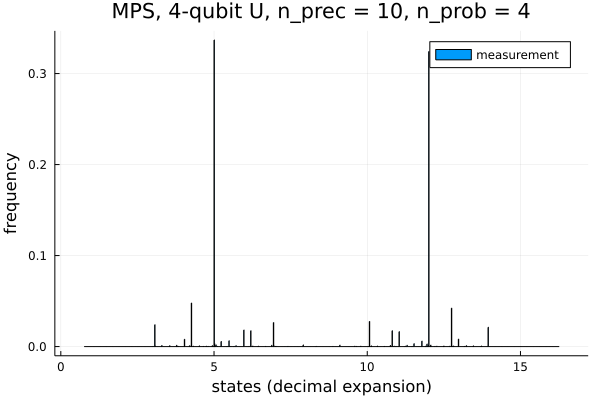 MPS, 4-qubit U, n_prec = 10, n_prob = 4
measurement
frequency
0.3
0.2
0.1
0.0
0 5 10 15
states (decimal expansion)